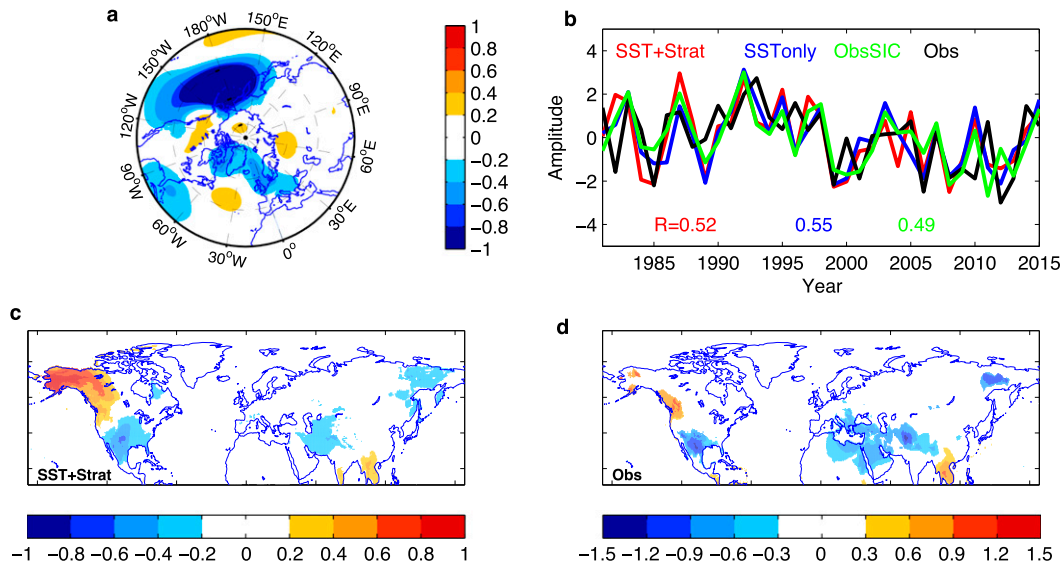 a
180°W
150°E
120°E
90°E
60°E
30°E
0°
30°W
60°W
90°W
120°W
150°W
1
0.8
0.6
0.4
0.2
−0.2
−0.4
−0.6
−0.8
−1
b
SST+Strat SSTonly ObsSIC Obs
4
2
0
−2
−4
Amplitude
R=0.52 0.55 0.49
1985 1990 1995 2000 2005 2010 2015
Year
c
SST+Strat
−1 −0.8 −0.6 −0.4 −0.2 0 0.2 0.4 0.6 0.8 1
d
Obs
−1.5 −1.2 −0.9 −0.6 −0.3 0 0.3 0.6 0.9 1.2 1.5